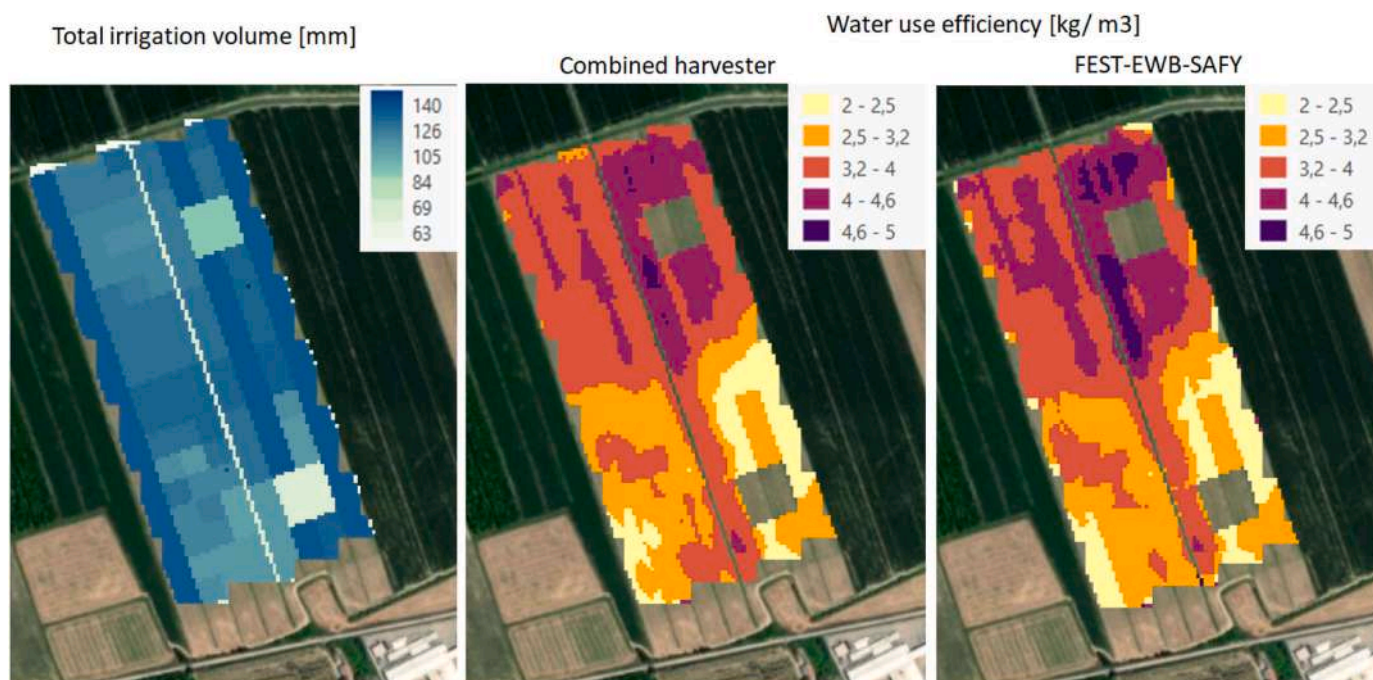 Total irrigation volume [mm]
Water use efficiency [kg/ m3]
Combined harvester
FEST-EWB-SAFY
140
126
105
84
69
63
2 - 2,5
2,5 - 3,2
3,2 - 4
4 - 4,6
4,6 - 5
2 - 2,5
2,5 - 3,2
3,2 - 4
4 - 4,6
4,6 - 5